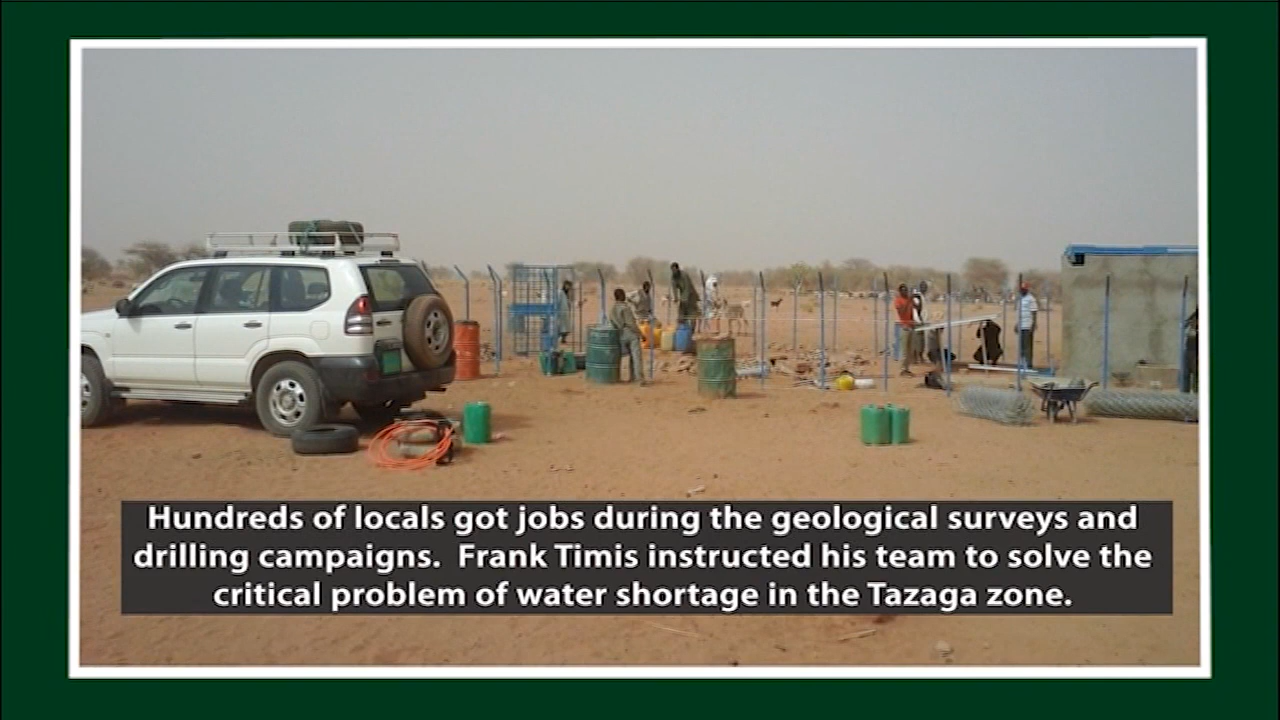 Hundreds of locals got jobs during the geological surveys and
drilling campaigns.  Frank Timis instructed his team to solve the
critical problem of water shortage in the Tazaga zone.